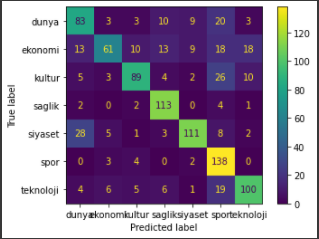 dunya 83 3 3 10 9 20 3
ekonomi 13 61 10 13 9 18 18
kultur 5 3 89 4 2 26 10
saglik 2 0 2 113 0 4 1
siyaset 28 5 1 3 111 8 2
spor 0 3 4 0 2 138 0
teknoloji 4 6 5 6 1 19 100
dunya ekonomi kultur saglik siyaset spor teknoloji
Predicted label
True label
120
100
80
60
40
20
0